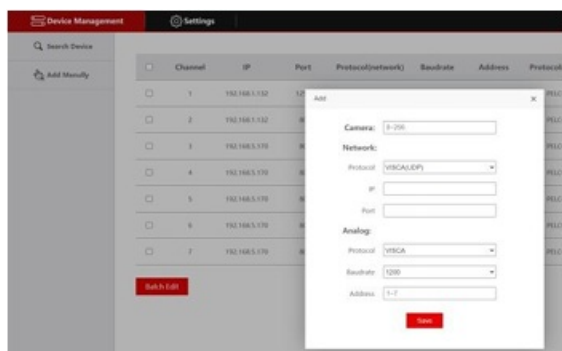 Device Management
Settings
Search Device
Add Manully
Channel IP Port Protocol(network) Baudrate Address Protocol
1 192.168.1.132
2 192.168.1.132
3 192.168.5.170
4 192.168.5.170
5 192.168.5.170
6 192.168.5.170
7 192.168.5.170
Batch Edit
Add
Camera:
Network:
Protocol VISCA(UDP)
IP
Port
Analog:
Protocol VISCA
Baudrate 1200
Address 1~7
Save